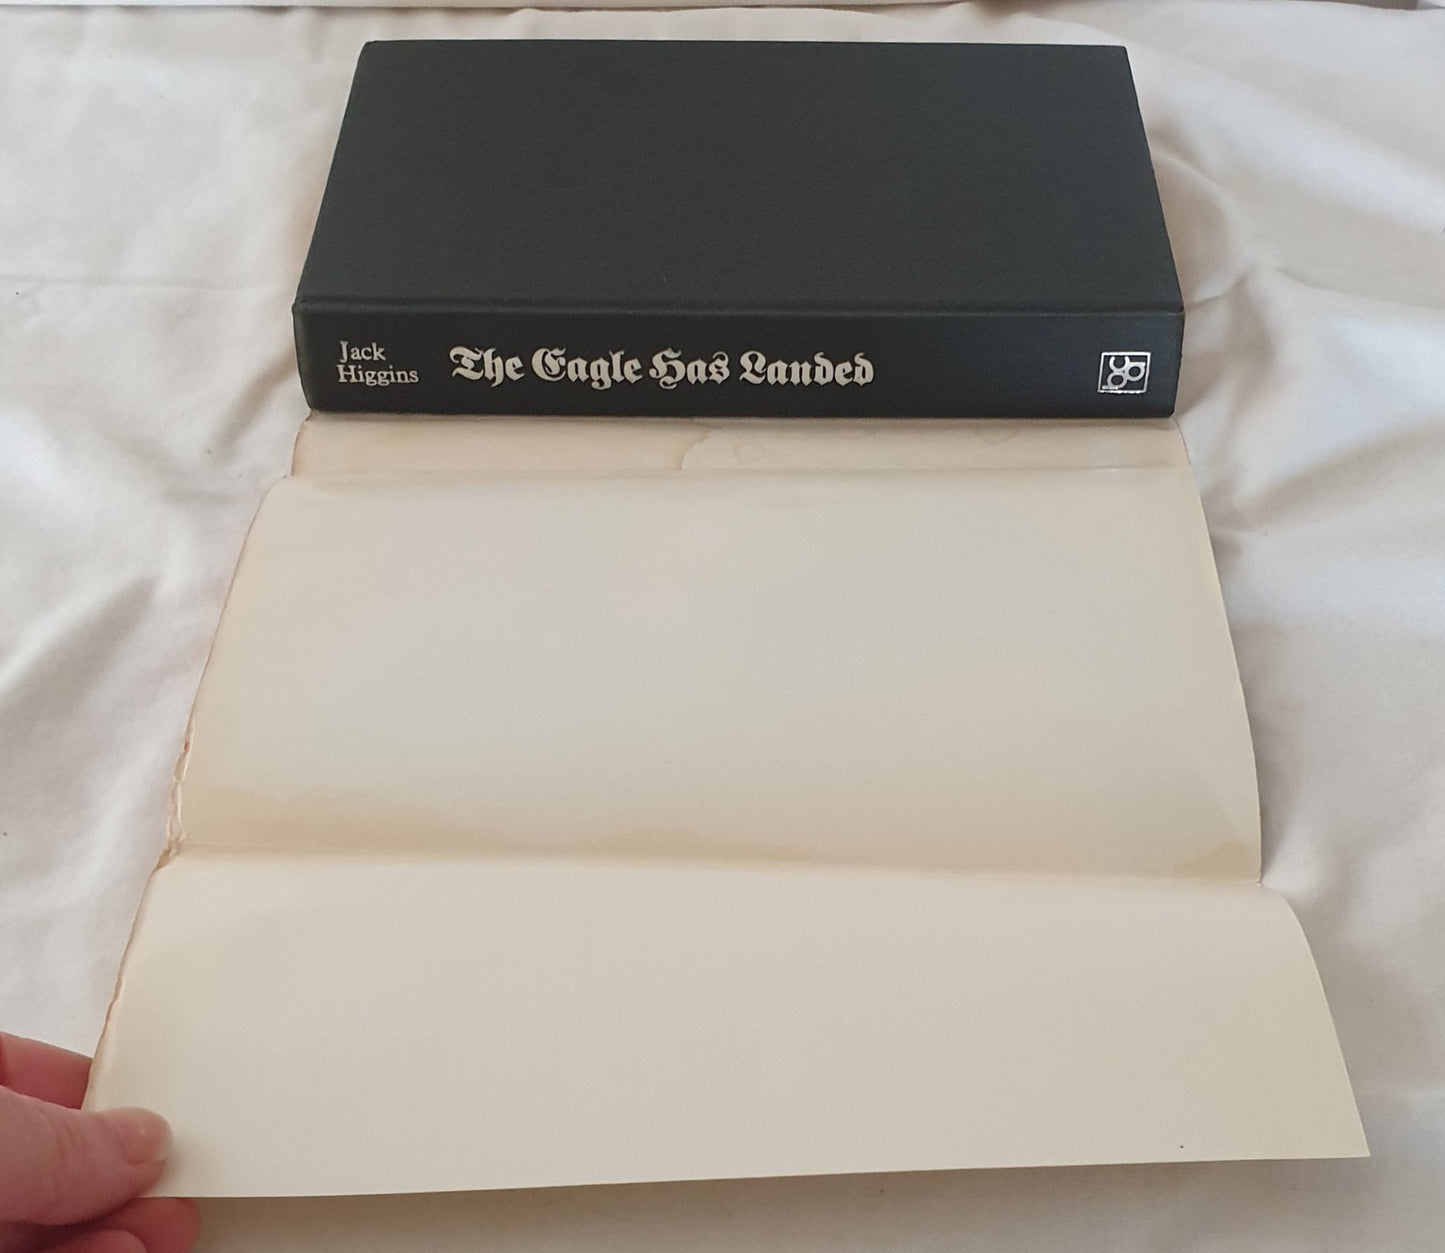 Jack
Higgins
The Eagle Has Landed